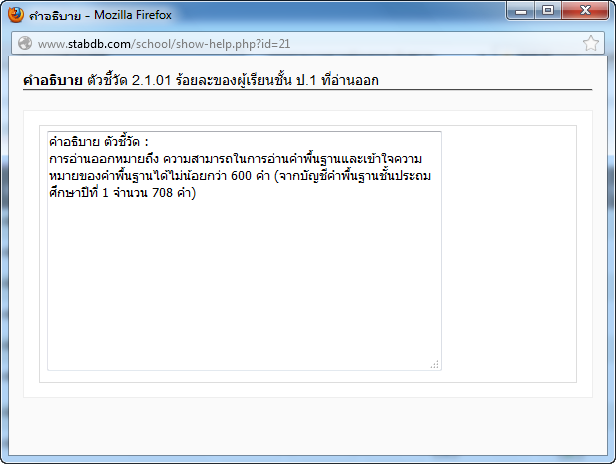 คำอธิบาย - Mozilla Firefox
www.stabdb.com/school/show-help.php?id=21
คำอธิบาย ตัวชี้วัด 2.1.01 ร้อยละของผู้เรียนชั้น ป.1 ที่อ่านออก
คำอธิบาย ตัวชี้วัด :
การอ่านออกหมายถึง ความสามารถในการอ่านคำพื้นฐานและเข้าใจความ
หมายของคำพื้นฐานได้ไม่น้อยกว่า 600 คำ (จากบัญชีคำพื้นฐานชั้นประถม
ศึกษาปีที่ 1 จำนวน 708 คำ)